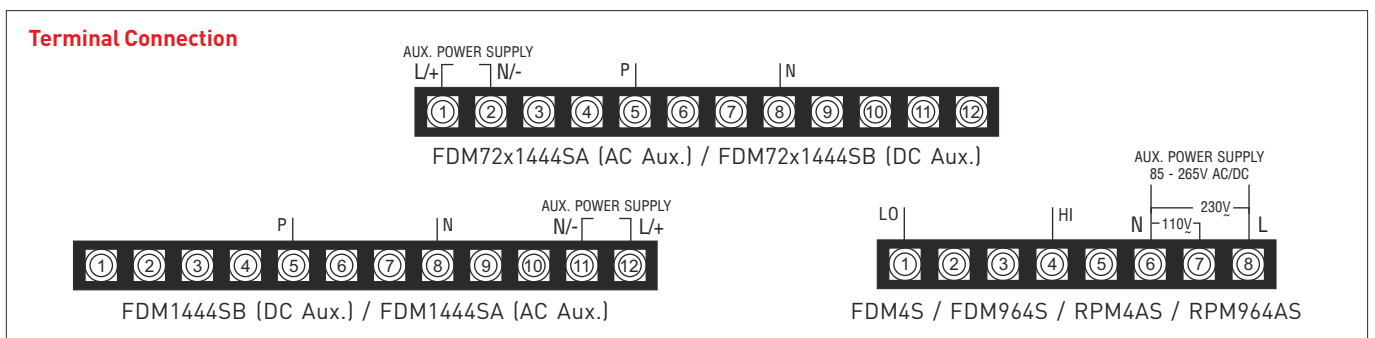 Terminal Connection
AUX. POWER SUPPLY
L/+ N/- P N
1 2 3 4 5 6 7 8 9 10 11 12
FDM72x1444SA (AC Aux.) / FDM72x1444SB (DC Aux.)
AUX. POWER SUPPLY
P N N/- L/+
1 2 3 4 5 6 7 8 9 10 11 12
FDM1444SB (DC Aux.) / FDM1444SA (AC Aux.)
AUX. POWER SUPPLY
85 - 265V AC/DC
230V~
LO HI N 110V~ L
1 2 3 4 5 6 7 8
FDM4S / FDM964S / RPM4AS / RPM964AS